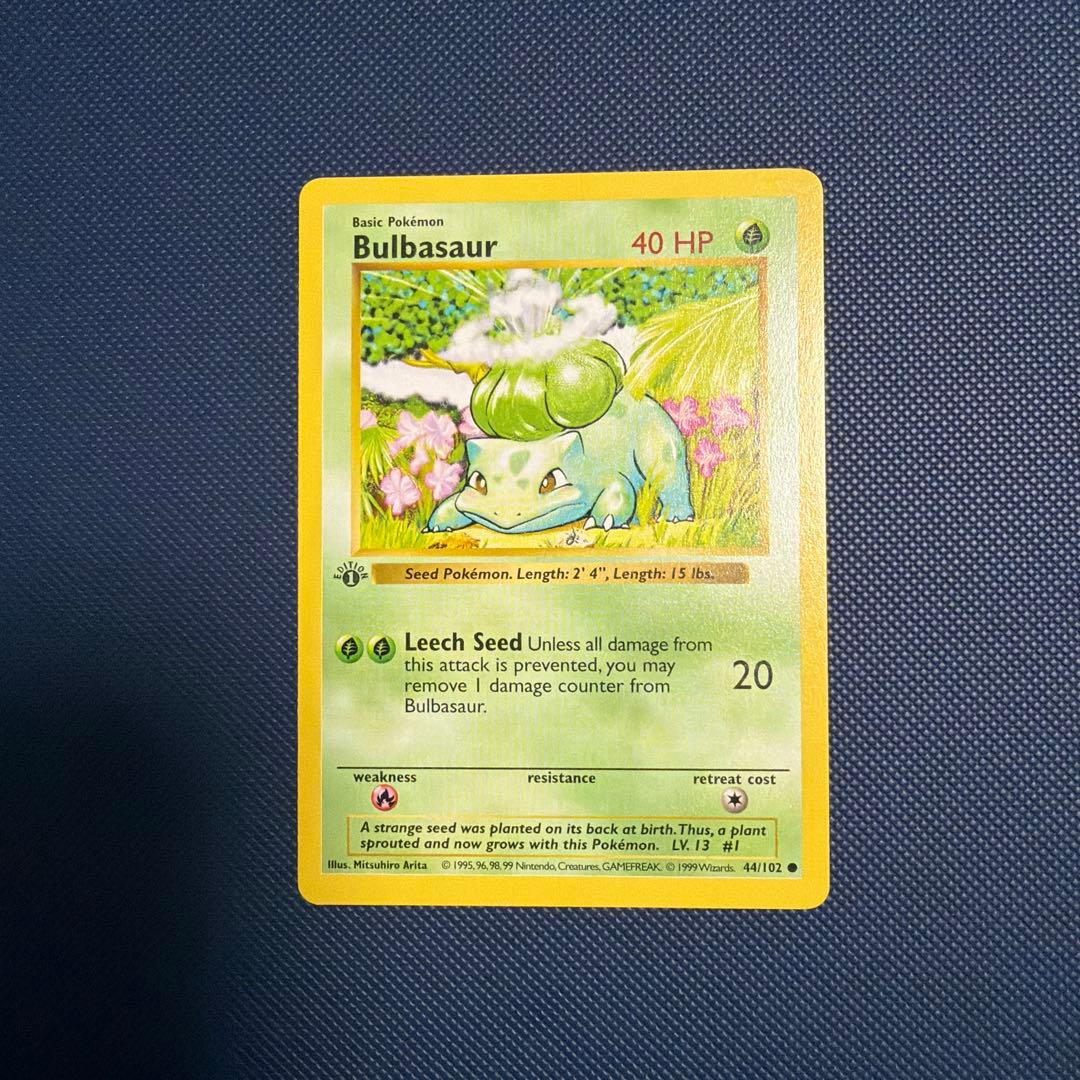 Basic Pokémon
Bulbasaur 40 HP
EDITION 1
Seed Pokémon. Length: 2' 4", Length: 15 lbs.
Leech Seed Unless all damage from
this attack is prevented, you may
remove 1 damage counter from
Bulbasaur.
20
weakness resistance retreat cost
A strange seed was planted on its back at birth. Thus, a plant
sprouted and now grows with this Pokémon. LV. 13 #1
Illus. Mitsuhiro Arita © 1995, 96, 98, 99 Nintendo, Creatures, GAMEFREAK. © 1999 Wizards. 44/102